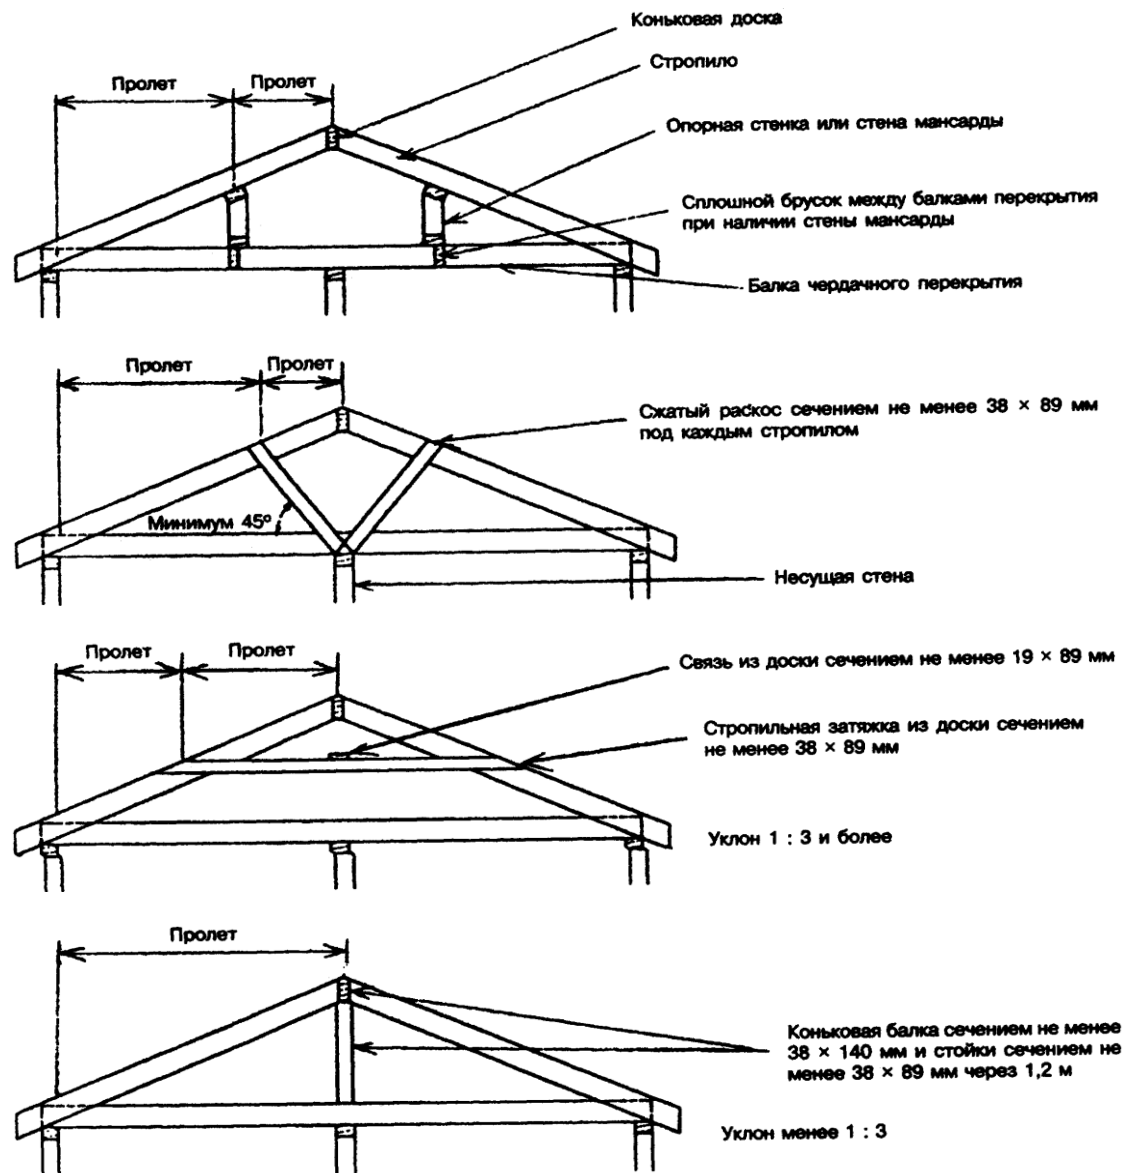 Коньковая доска
Пролет
Пролет
Стропило
Опорная стенка или стена мансарды
Сплошной брусок между балками перекрытия
при наличии стены мансарды
Балка чердачного перекрытия
Пролет
Пролет
Сжатый раскос сечением не менее 38 × 89 мм
под каждым стропилом
Минимум 45°
Несущая стена
Пролет
Пролет
Связь из доски сечением не менее 19 × 89 мм
Стропильная затяжка из доски сечением
не менее 38 × 89 мм
Уклон 1 : 3 и более
Пролет
Коньковая балка сечением не менее
38 × 140 мм и стойки сечением не
менее 38 × 89 мм через 1,2 м
Уклон менее 1 : 3